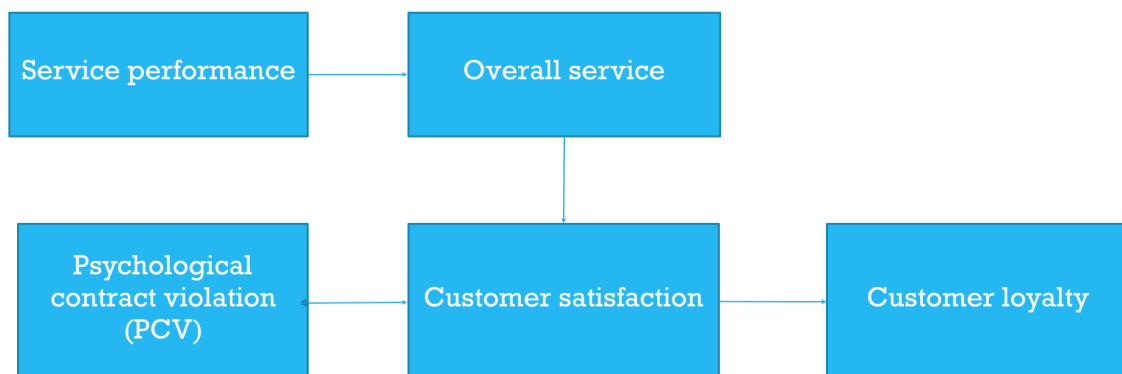 Service performance
Overall service
Psychological
contract violation
(PCV)
Customer satisfaction
Customer loyalty